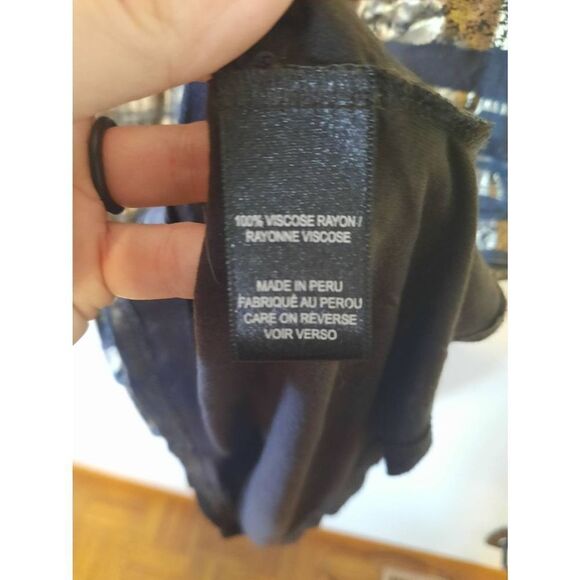 100% VISCOSE RAYON /
RAYONNE VISCOSE
MADE IN PERU
FABRIQUÉ AU PEROU
CARE ON REVERSE
VOIR VERSO